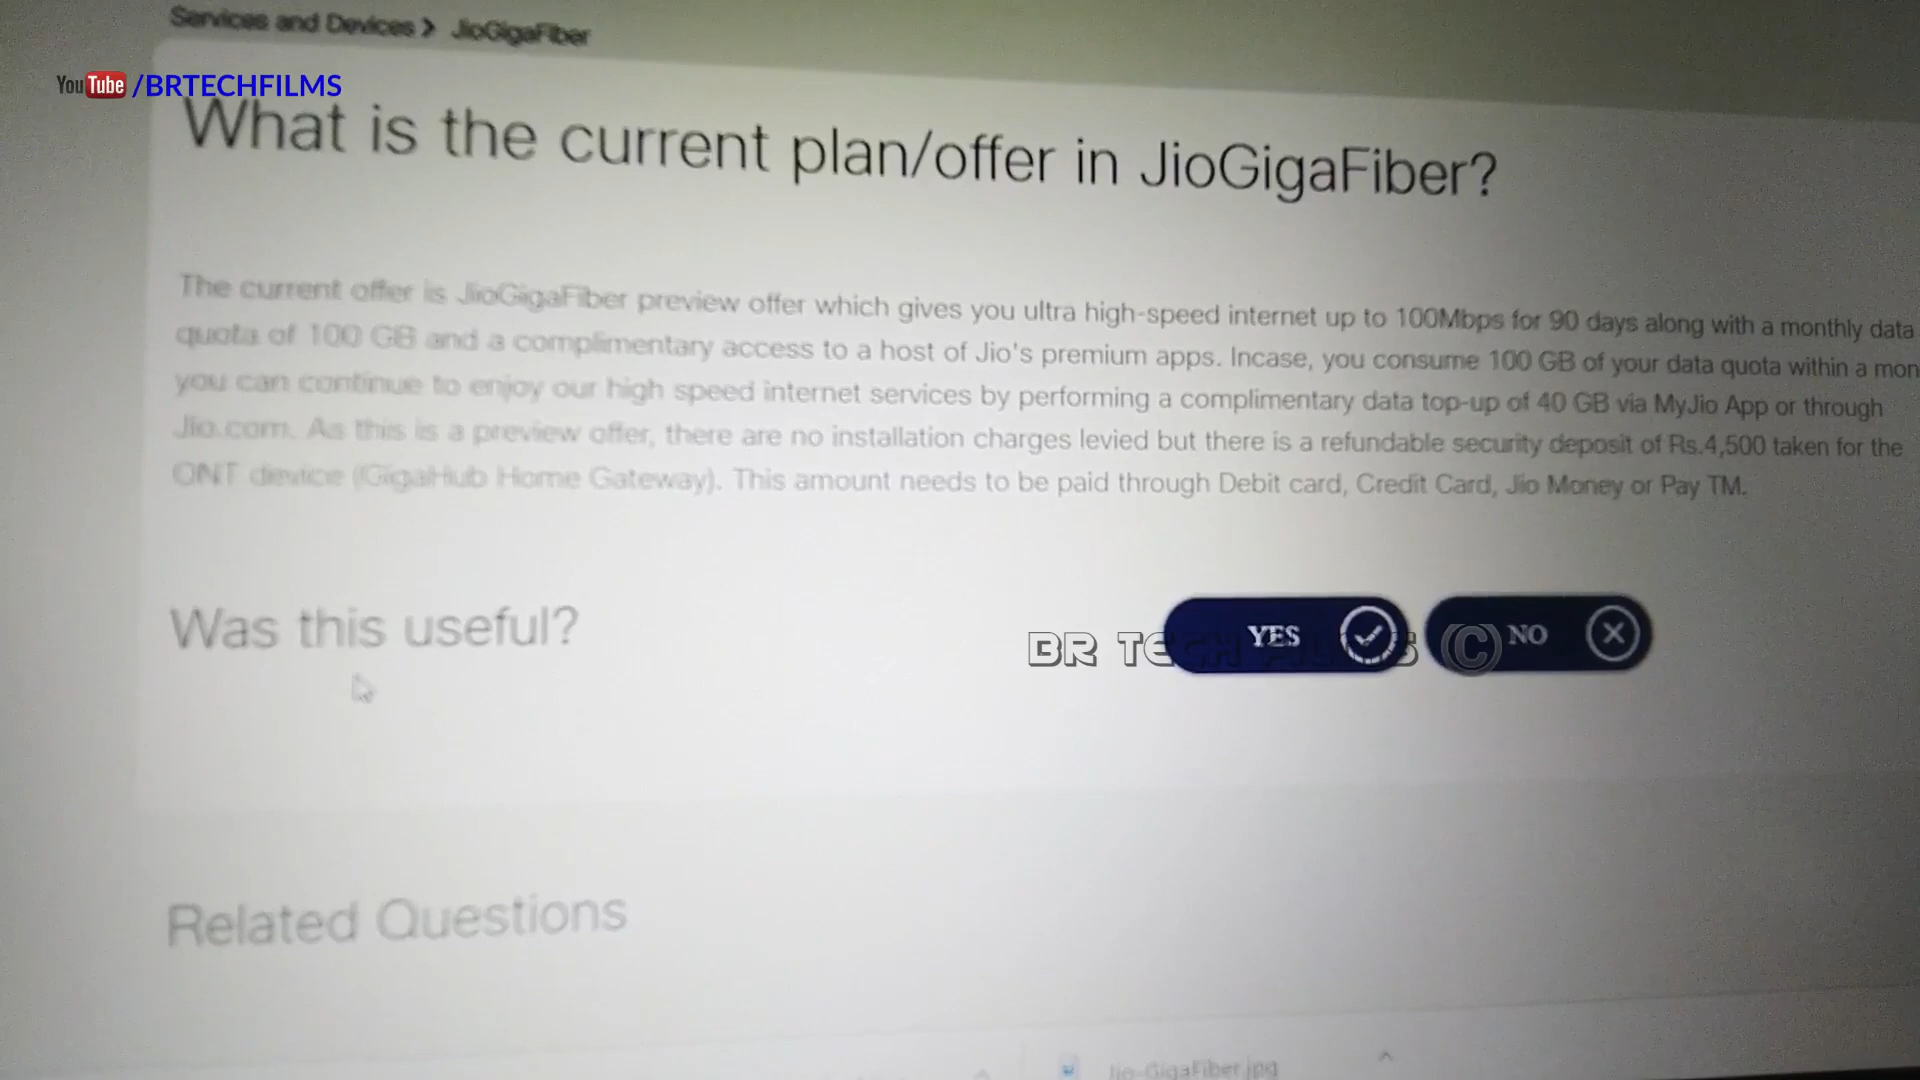 Services and Devices > JioGigaFiber
YouTube /BRTECHFILMS
What is the current plan/offer in JioGigaFiber?
The current offer is JioGigaFiber preview offer which gives you ultra high-speed internet up to 100Mbps for 90 days along with a monthly data
quota of 100 GB and a complimentary access to a host of Jio's premium apps. Incase, you consume 100 GB of your data quota within a mon
you can continue to enjoy our high speed internet services by performing a complimentary data top-up of 40 GB via MyJio App or through
Jio.com. As this is a preview offer, there are no installation charges levied but there is a refundable security deposit of Rs.4,500 taken for the
ONT device (GigaHub Home Gateway). This amount needs to be paid through Debit card, Credit Card, Jio Money or Pay TM.
Was this useful?
YES
NO
BR TECH FILMS (C)
Related Questions
Jio-GigaFiber.jpg